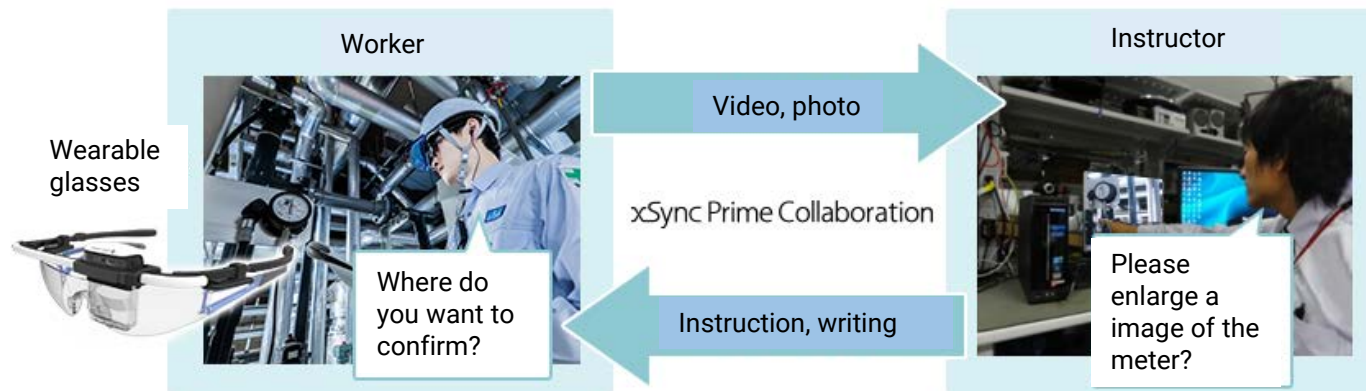 Worker
Instructor
Video, photo
Wearable
glasses
xSync Prime Collaboration
Where do
you want to
confirm?
Please
enlarge a
image of the
meter?
Instruction, writing